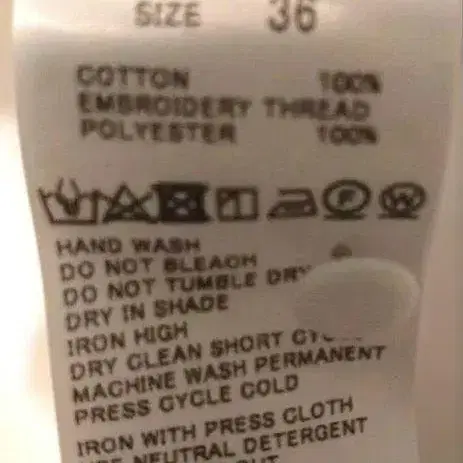 SIZE 36
COTTON 100%
EMBROIDERY THREAD
POLYESTER 100%
HAND WASH
DO NOT BLEACH
DO NOT TUMBLE DRY
DRY IN SHADE
IRON HIGH
DRY CLEAN SHORT
MACHINE WASH PERMANENT
PRESS CYCLE COLD
IRON WITH PRESS CLOTH
NEUTRAL DETERGENT